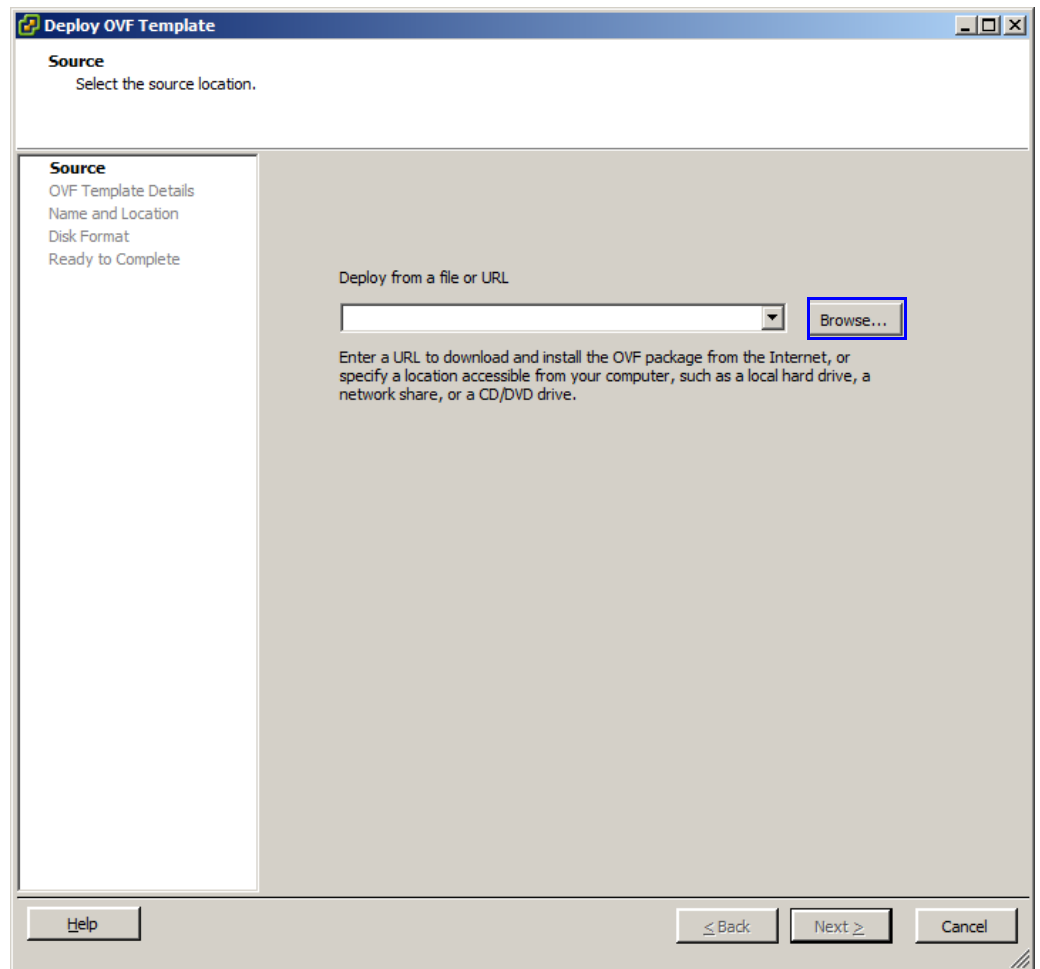 Deploy OVF Template
Source
Select the source location.
Source
OVF Template Details
Name and Location
Disk Format
Ready to Complete
Deploy from a file or URL
Browse...
Enter a URL to download and install the OVF package from the Internet, or
specify a location accessible from your computer, such as a local hard drive, a
network share, or a CD/DVD drive.
Help
< Back
Next >
Cancel